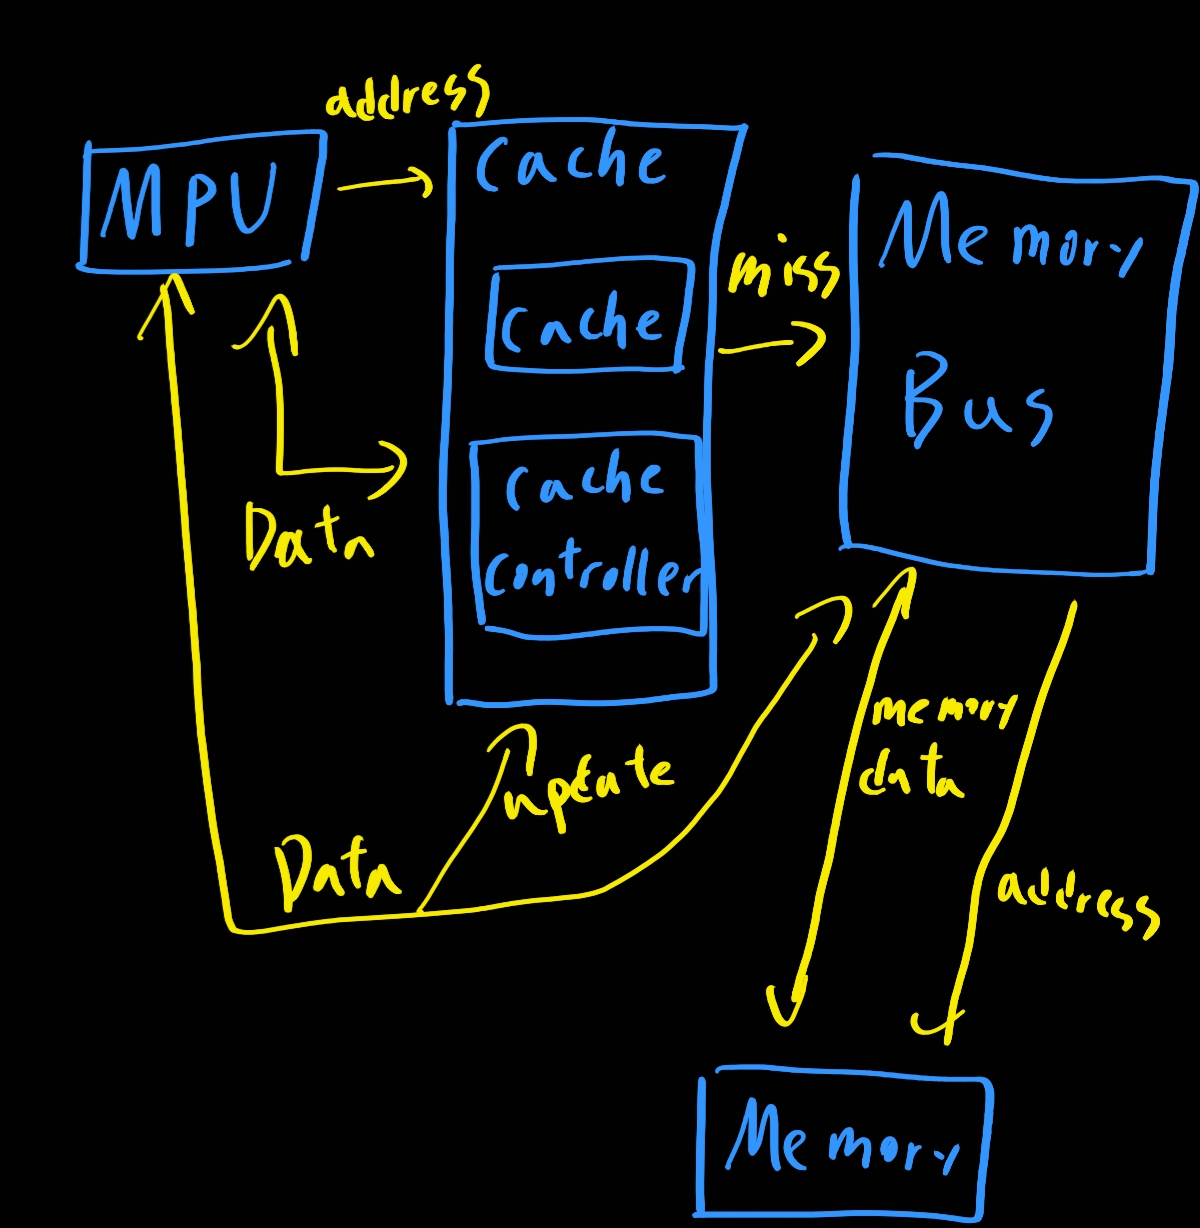 address
MPU
Cache
Memory
Bus
miss
Cache
Cache
Controller
Data
update
Data
memory
data
address
Memory